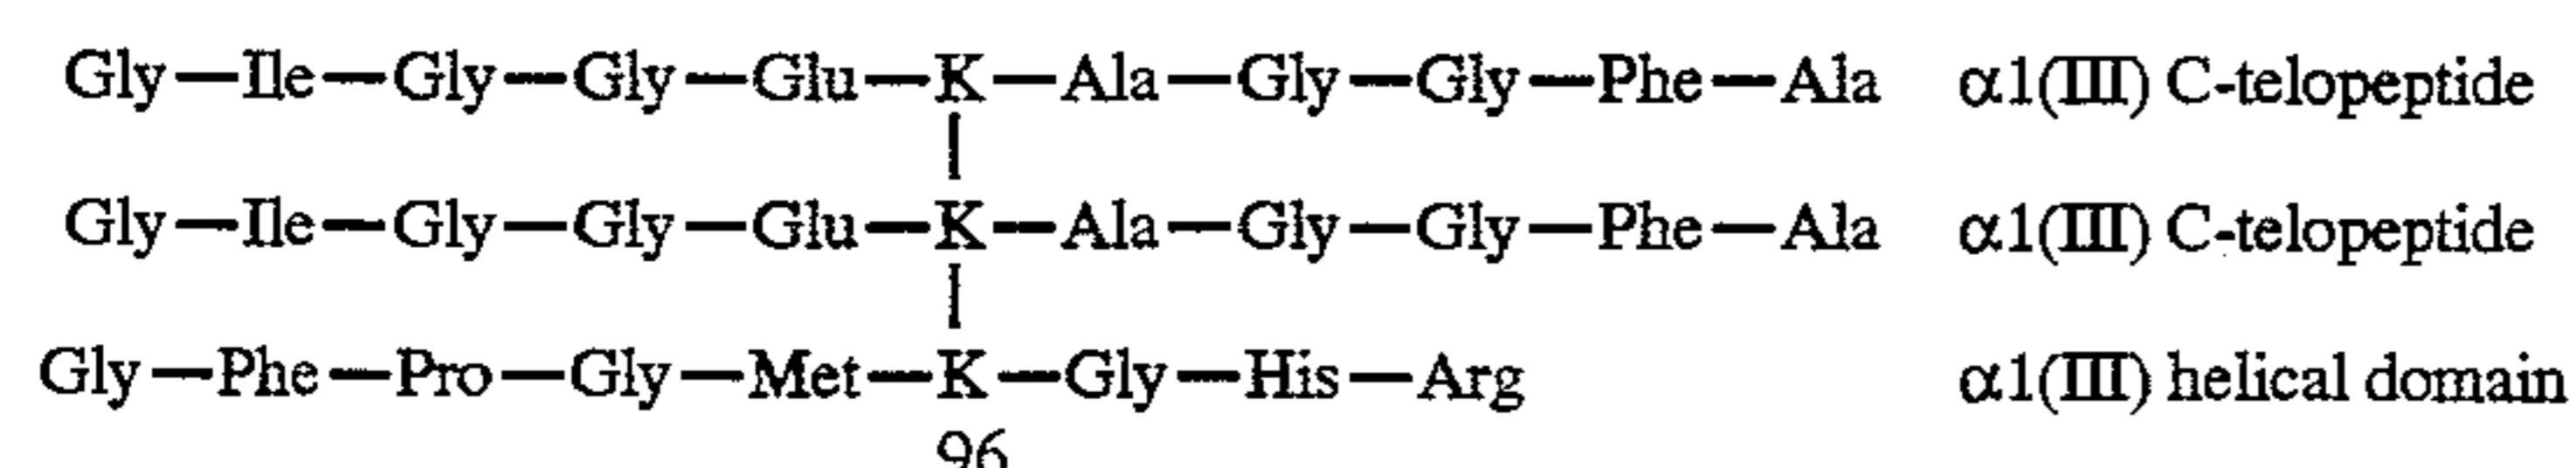 Gly—Ile—Gly—Gly—Glu—K—Ala—Gly—Gly—Phe—Ala α1(III) C-telopeptide
Gly—Ile—Gly—Gly—Glu—K—Ala—Gly—Gly—Phe—Ala α1(III) C-telopeptide
Gly—Phe—Pro—Gly—Met—K—Gly—His—Arg α1(III) helical domain
96